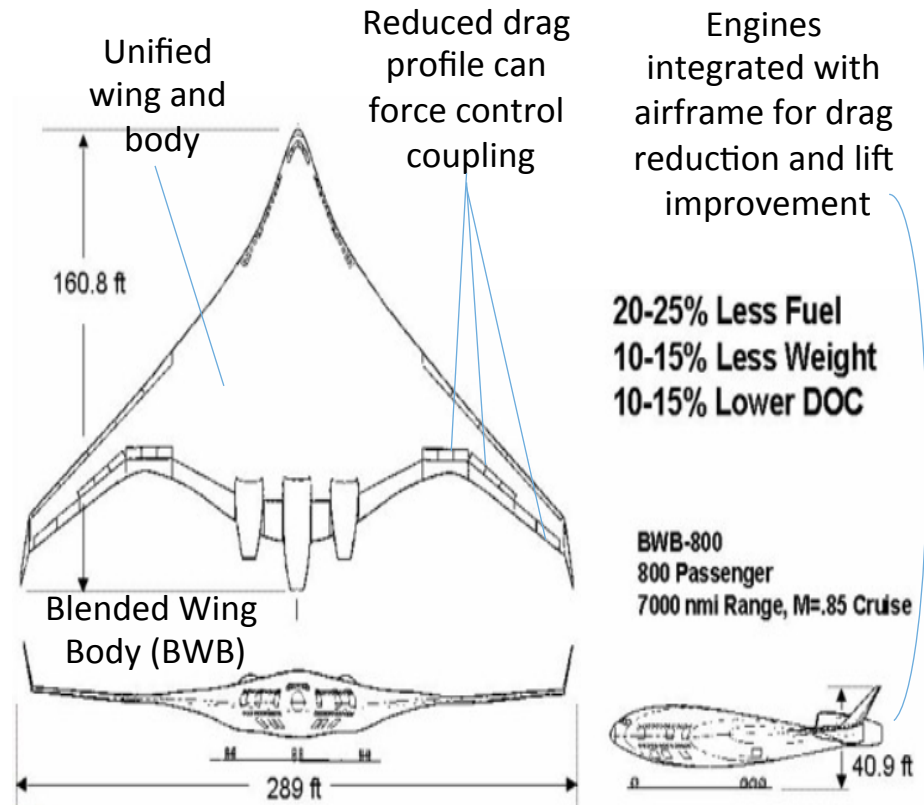 Unified
wing and
body
Reduced drag
profile can
force control
coupling
Engines
integrated with
airframe for drag
reduction and lift
improvement
160.8 ft
20-25% Less Fuel
10-15% Less Weight
10-15% Lower DOC
BWB-800
800 Passenger
7000 nmi Range, M=.85 Cruise
Blended Wing
Body (BWB)
289 ft
40.9 ft